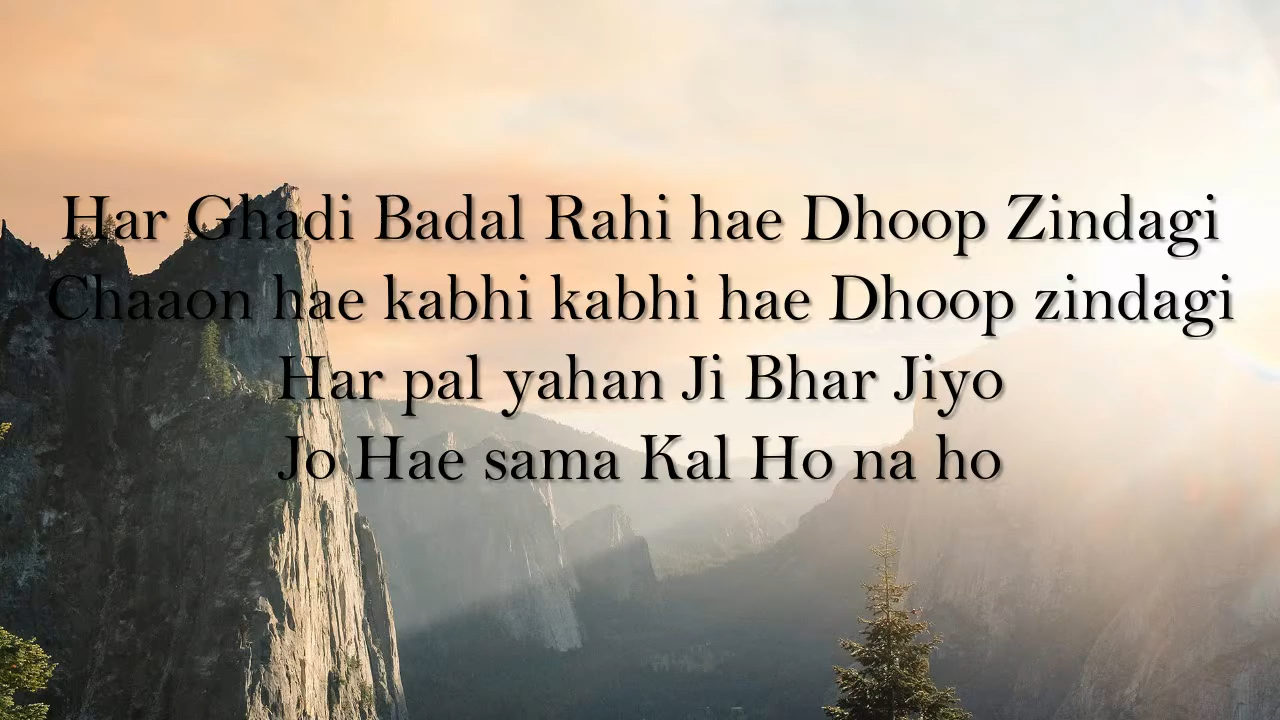 Har Ghadi Badal Rahi hae Dhoop Zindagi
Chaaon hae kabhi kabhi hae Dhoop zindagi
Har pal yahan Ji Bhar Jiyo
Jo Hae sama Kal Ho na ho